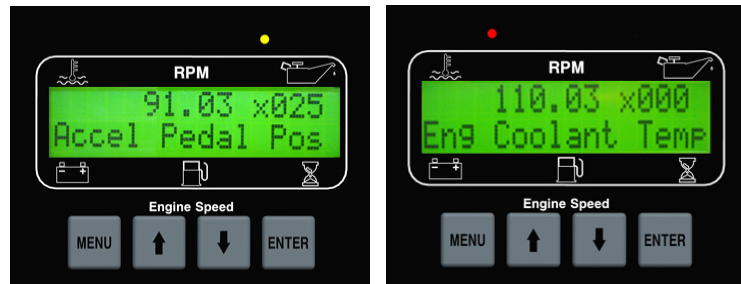 RPM
91.03 x025
Accel Pedal Pos
Engine Speed
MENU
ENTER
RPM
110.03 x000
Eng Coolant Temp
Engine Speed
MENU
ENTER